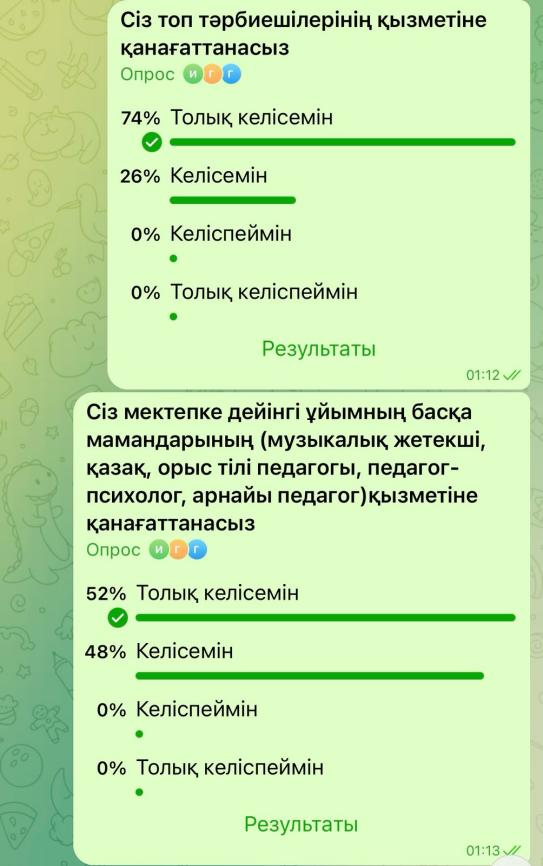 Сіз топ тәрбиешілерінің қызметіне
қанағаттанасыз
Опрос И Г Г
74% Толық келісемін
26% Келісемін
0% Келіспеймін
0% Толық келіспеймін
Результаты
01:12
Сіз мектепке дейінгі ұйымның басқа
мамандарының (музыкалық жетекші,
қазақ, орыс тілі педагогы, педагог-
психолог, арнайы педагог)қызметіне
қанағаттанасыз
Опрос И Г Г
52% Толық келісемін
48% Келісемін
0% Келіспеймін
0% Толық келіспеймін
Результаты
01:13